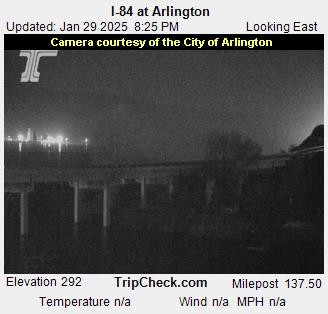 I-84 at Arlington
Updated: Jan 29 2025 8:25 PM Looking East
Camera courtesy of the City of Arlington
Elevation 292 TripCheck.com Milepost 137.50
Temperature n/a Wind n/a MPH n/a